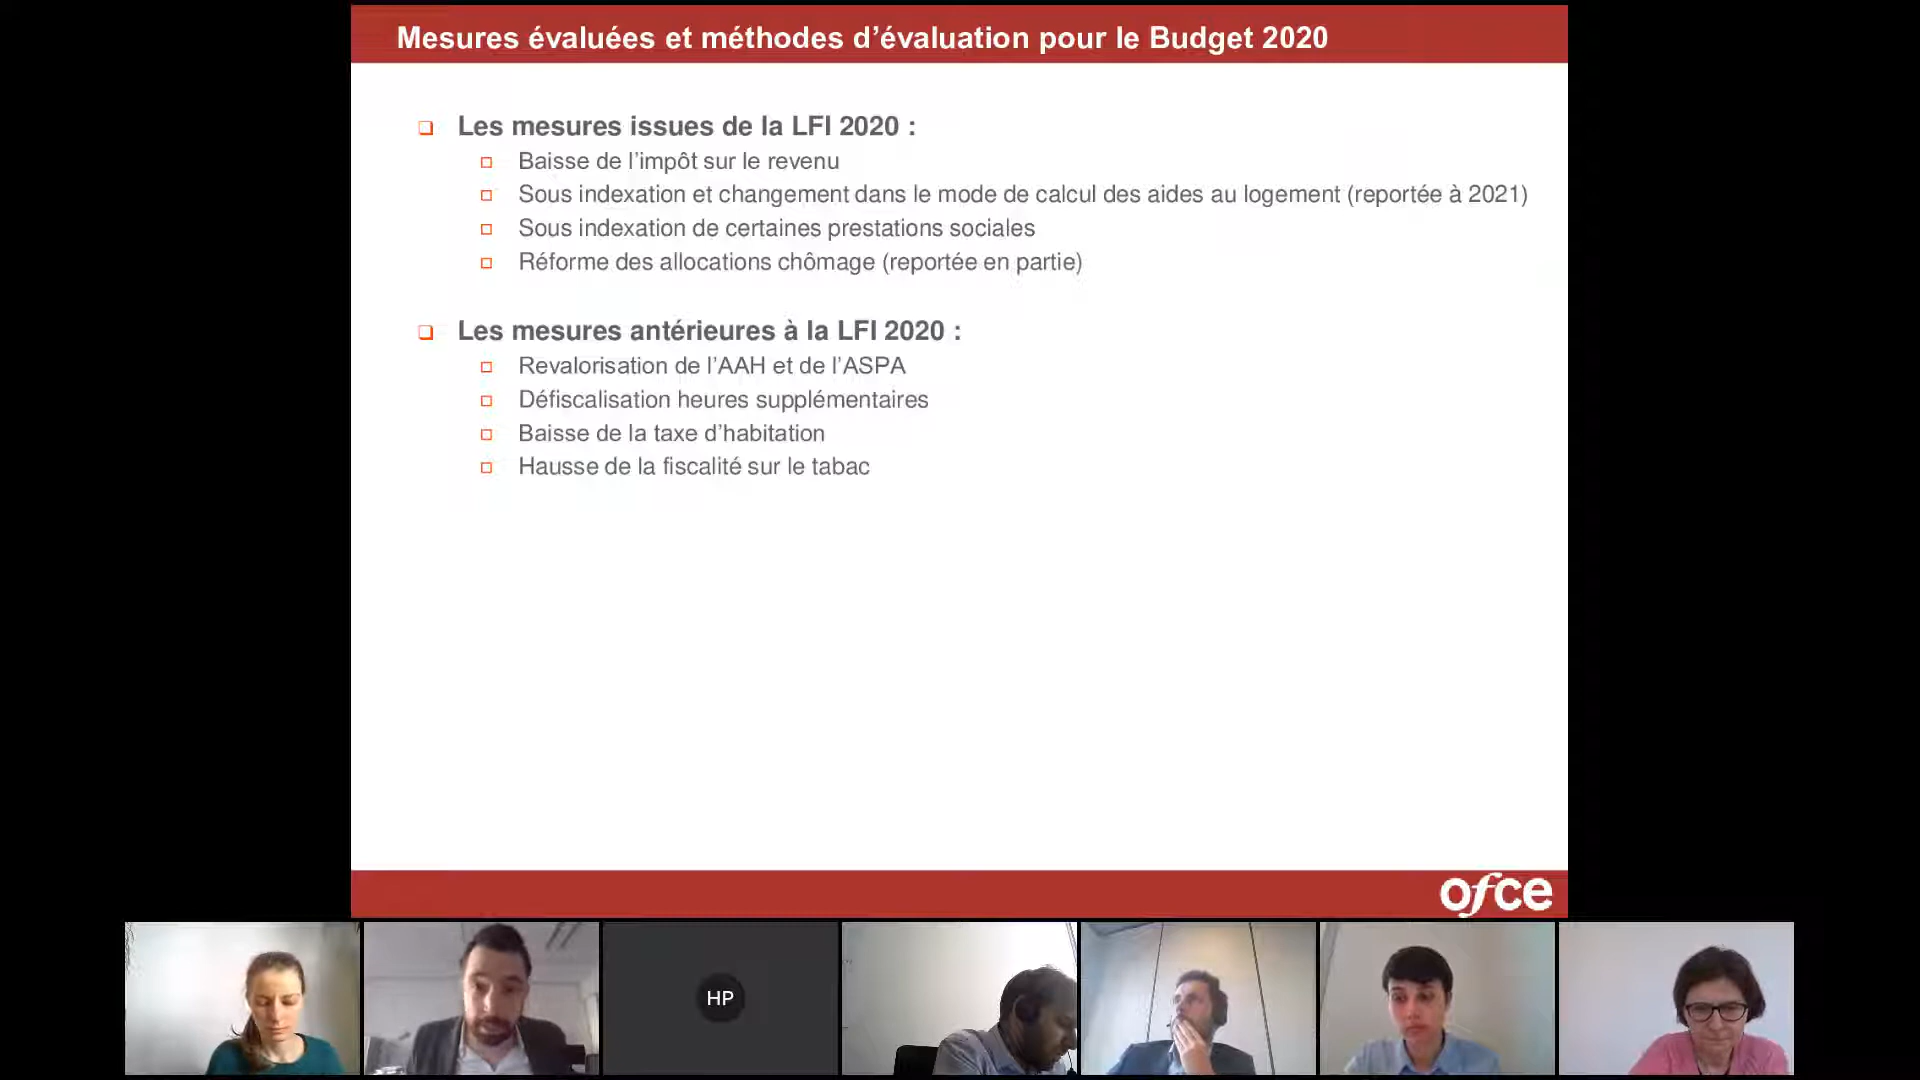 Mesures évaluées et méthodes d’évaluation pour le Budget 2020
Les mesures issues de la LFI 2020 :
Baisse de l’impôt sur le revenu
Sous indexation et changement dans le mode de calcul des aides au logement (reportée à 2021)
Sous indexation de certaines prestations sociales
Réforme des allocations chômage (reportée en partie)
Les mesures antérieures à la LFI 2020 :
Revalorisation de l’AAH et de l’ASPA
Défiscalisation heures supplémentaires
Baisse de la taxe d’habitation
Hausse de la fiscalité sur le tabac
ofce
HP